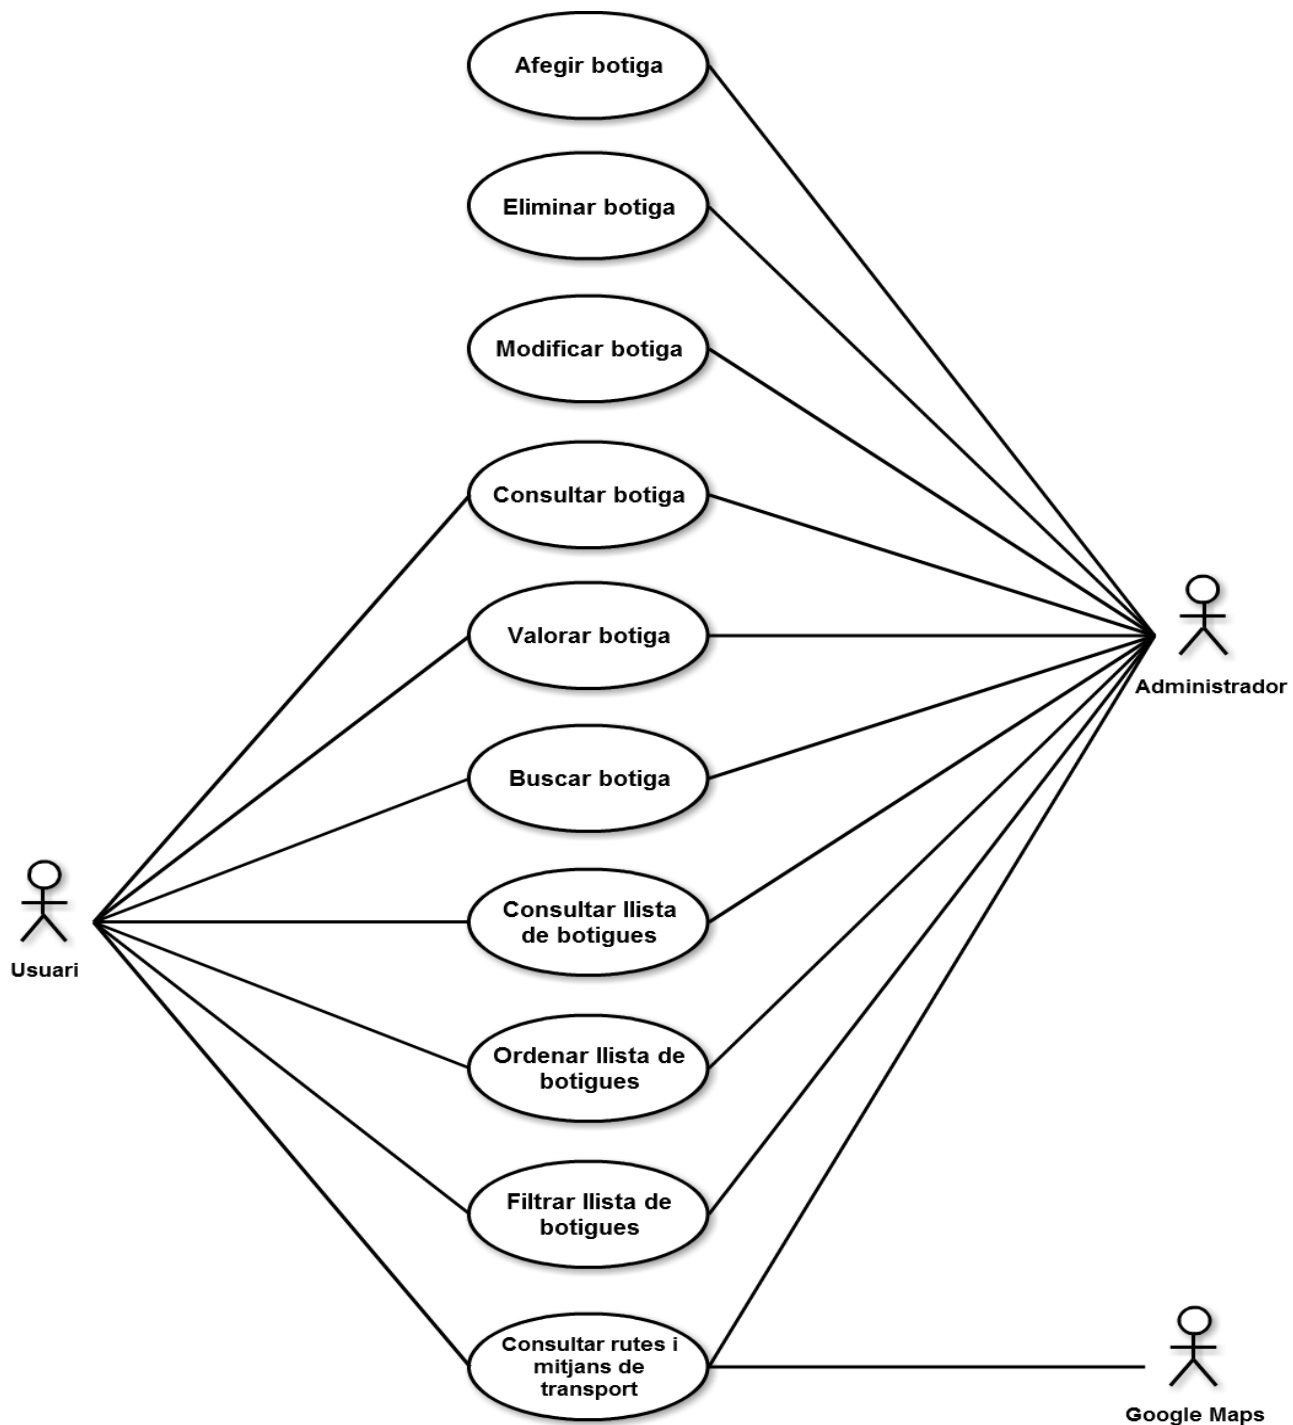 Afegir botiga
Eliminar botiga
Modificar botiga
Consultar botiga
Valorar botiga
Administrador
Buscar botiga
Consultar llista
de botigues
Usuari
Ordenar llista de
botigues
Filtrar llista de
botigues
Consultar rutes i
mitjans de
transport
Google Maps